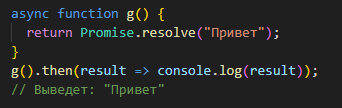 async function g() {
  return Promise.resolve("Привет");
}
g().then(result => console.log(result));
// Выведет: "Привет"